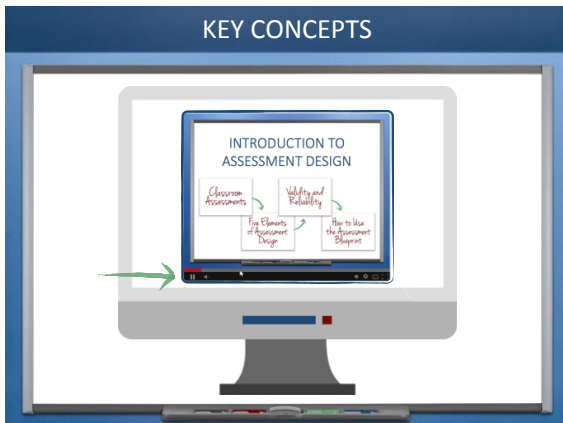 KEY CONCEPTS
INTRODUCTION TO
ASSESSMENT DESIGN
Classroom
Assessments
Five Elements
of Assessment
Design
Validity and
Reliability
How to Use
the Assessment
Blueprint